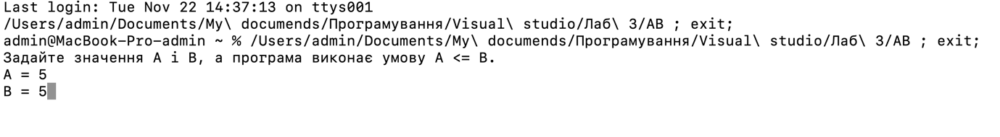 Last login: Tue Nov 22 14:37:13 on ttys001
/Users/admin/Documents/My\ documends/Програмування/Visual\ studio/Лаб\ 3/AB ; exit;
admin@MacBook-Pro-admin ~ % /Users/admin/Documents/My\ documends/Програмування/Visual\ studio/Лаб\ 3/AB ; exit;
Задайте значення A і B, а програма виконає умову A <= B.
A = 5
B = 5